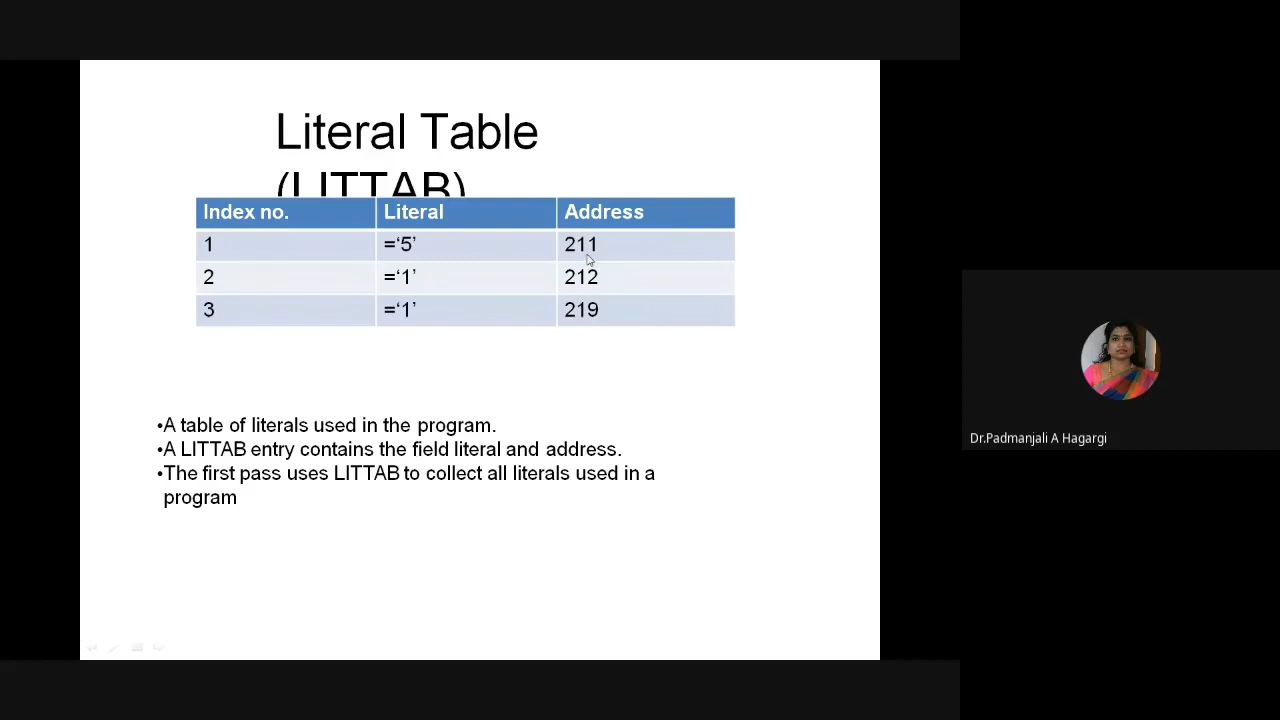 Literal Table
(LITTAB)
Index no. Literal Address
1 =‘5’ 211
2 =‘1’ 212
3 =‘1’ 219
•A table of literals used in the program.
•A LITTAB entry contains the field literal and address.
•The first pass uses LITTAB to collect all literals used in a
program
Dr.Padmanjali A Hagargi